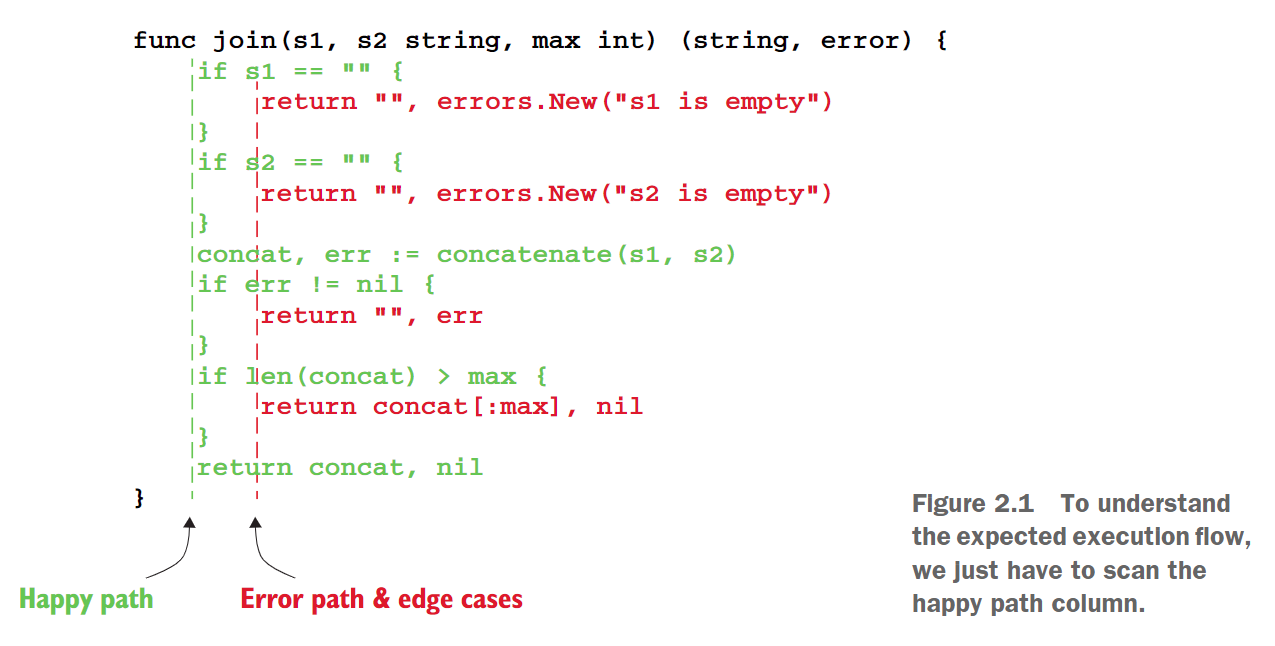 func join(s1, s2 string, max int) (string, error) {
if s1 == "" {
return "", errors.New("s1 is empty")
}
if s2 == "" {
return "", errors.New("s2 is empty")
}
concat, err := concatenate(s1, s2)
if err != nil {
return "", err
}
if len(concat) > max {
return concat[:max], nil
}
return concat, nil
}
Happy path
Error path & edge cases
Figure 2.1 To understand
the expected execution flow,
we just have to scan the
happy path column.